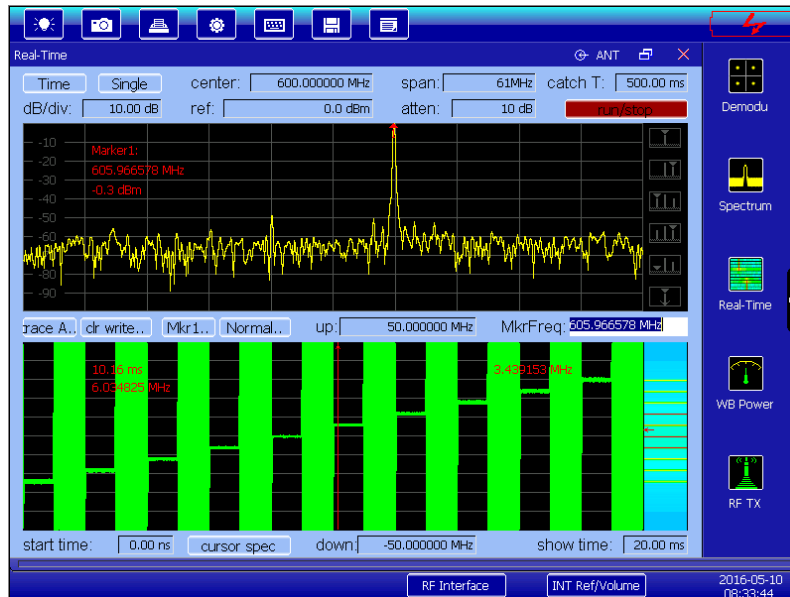 Real-Time
ANT
Time Single center: 600.000000 MHz span: 61MHz catch T: 500.00 ms
dB/div: 10.00 dB ref: 0.0 dBm atten: 10 dB run/stop
-10
-20
-30
-40
-50
-60
-70
-80
-90
Marker1:
605.966578 MHz
-0.3 dBm
race A.. clr write.. Mkr1.. Normal.. up: 50.000000 MHz MkrFreq: 605.966578 MHz
10.16 ms
6.034825 MHz
3.439153 MHz
start time: 0.00 ns cursor spec down: -50.000000 MHz show time: 20.00 ms
Demodu
Spectrum
Real-Time
WB Power
RF TX
RF Interface INT Ref/Volume
2016-05-10
08:33:44